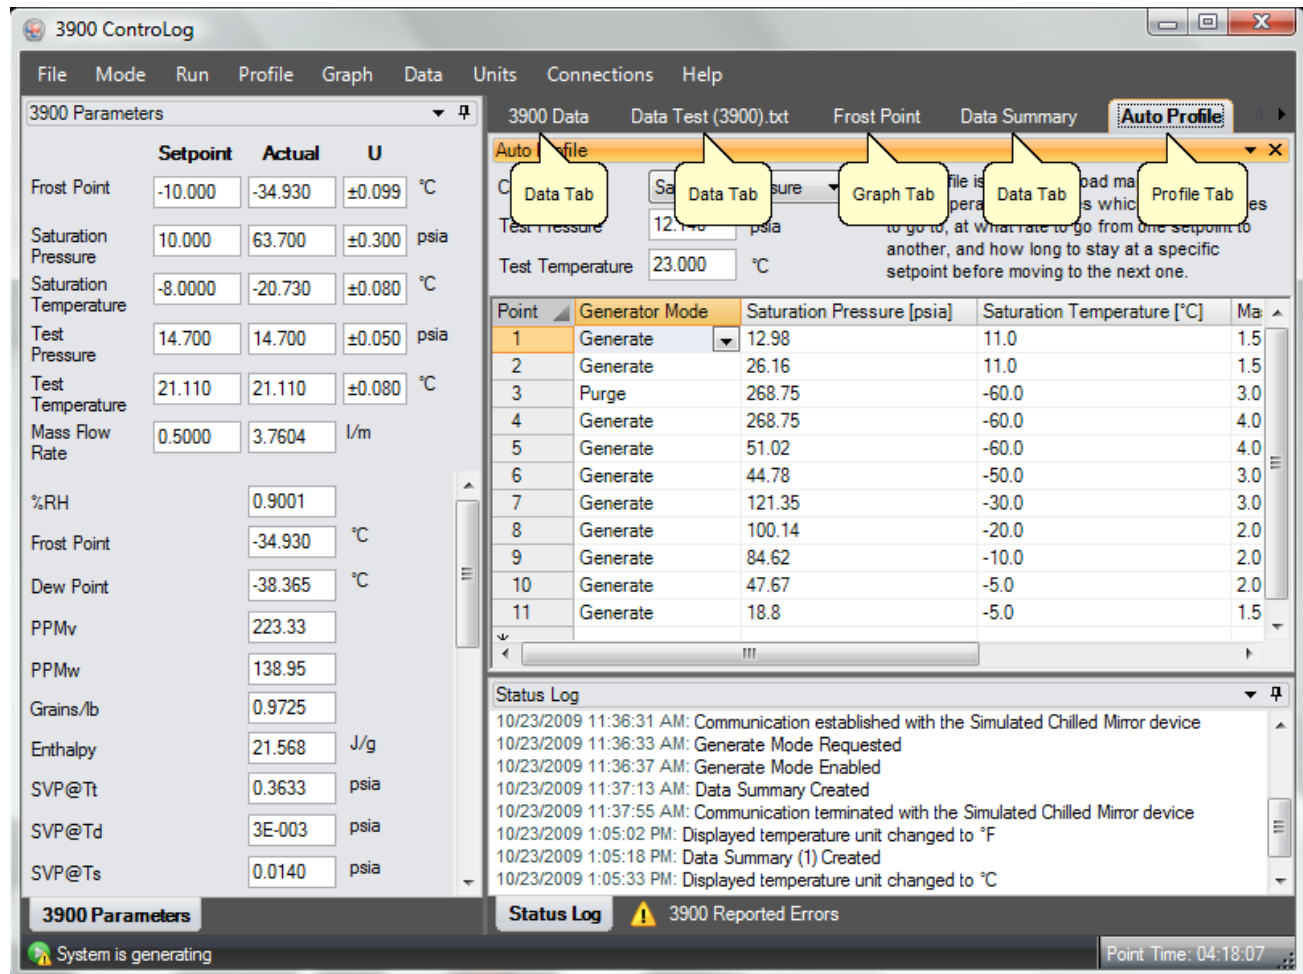 3900 ControLog
File Mode Run Profile Graph Data Units Connections Help
3900 Parameters
Setpoint Actual U
Frost Point -10.000 -34.930 ±0.099 °C
Saturation Pressure 10.000 63.700 ±0.300 psia
Saturation Temperature -8.0000 -20.730 ±0.080 °C
Test Pressure 14.700 14.700 ±0.050 psia
Test Temperature 21.110 21.110 ±0.080 °C
Mass Flow Rate 0.5000 3.7604 l/m
%RH 0.9001
Frost Point -34.930 °C
Dew Point -38.365 °C
PPMv 223.33
PPMw 138.95
Grains/lb 0.9725
Enthalpy 21.568 J/g
SVP@Tt 0.3633 psia
SVP@Td 3E-003 psia
SVP@Ts 0.0140 psia
3900 Parameters
System is generating
3900 Data Data Test (3900).txt Frost Point Data Summary Auto Profile
Data Tab Data Tab Graph Tab Data Tab Profile Tab
Test Temperature 23.000 °C
another, and how long to stay at a specific
setpoint before moving to the next one.
Point Generator Mode Saturation Pressure [psia] Saturation Temperature [°C]
1 Generate 12.98 11.0 1.5
2 Generate 26.16 11.0 1.5
3 Purge 268.75 -60.0 3.0
4 Generate 268.75 -60.0 4.0
5 Generate 51.02 -60.0 4.0
6 Generate 44.78 -50.0 3.0
7 Generate 121.35 -30.0 3.0
8 Generate 100.14 -20.0 2.0
9 Generate 84.62 -10.0 2.0
10 Generate 47.67 -5.0 2.0
11 Generate 18.8 -5.0 1.5
Status Log
10/23/2009 11:36:31 AM: Communication established with the Simulated Chilled Mirror device
10/23/2009 11:36:33 AM: Generate Mode Requested
10/23/2009 11:36:37 AM: Generate Mode Enabled
10/23/2009 11:37:13 AM: Data Summary Created
10/23/2009 11:37:55 AM: Communication terminated with the Simulated Chilled Mirror device
10/23/2009 1:05:02 PM: Displayed temperature unit changed to °F
10/23/2009 1:05:18 PM: Data Summary (1) Created
10/23/2009 1:05:33 PM: Displayed temperature unit changed to °C
Status Log 3900 Reported Errors
Point Time: 04:18:07